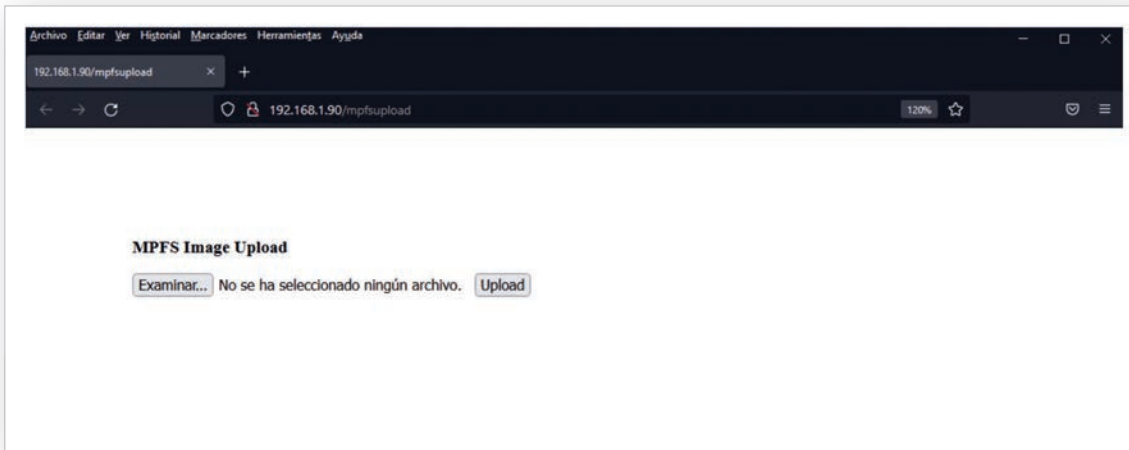 Archivo Editar Ver Historial Marcadores Herramientas Ayuda
192.168.1.90/mpfsupload
192.168.1.90/mpfsupload 120%
MPFS Image Upload
Examinar... No se ha seleccionado ningún archivo. Upload